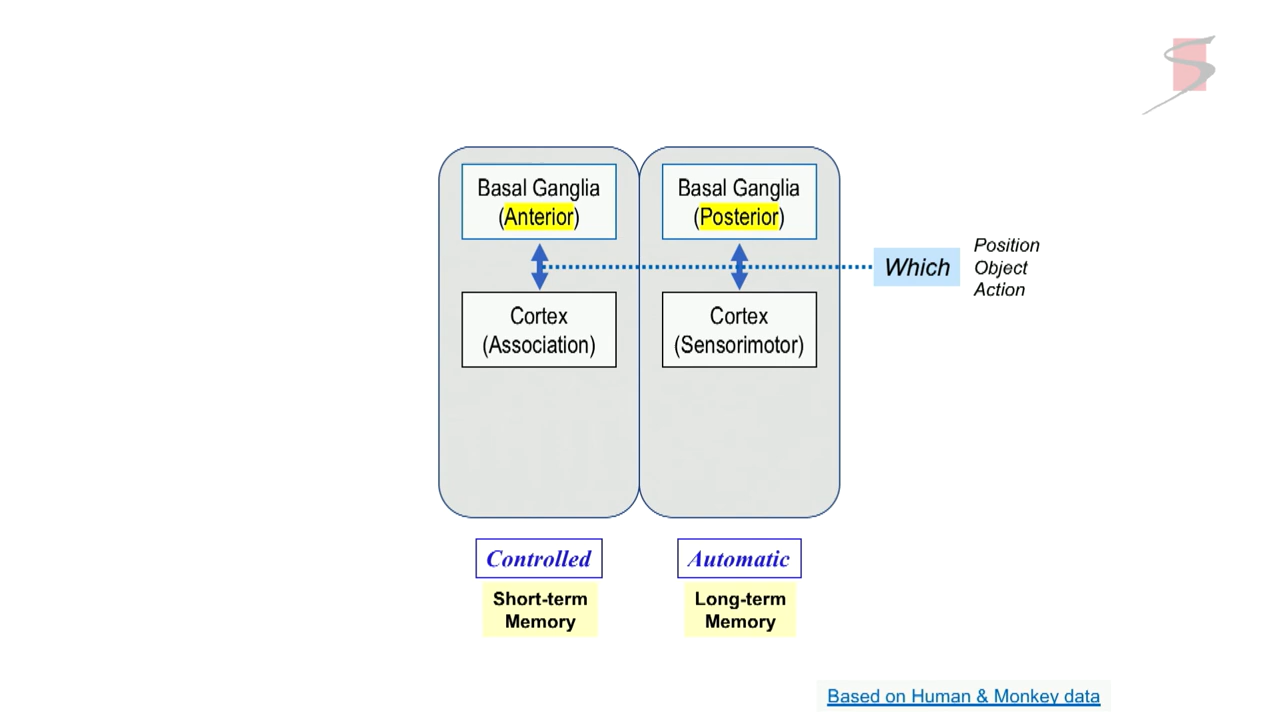 Basal Ganglia
(Anterior)
Basal Ganglia
(Posterior)
Which
Position
Object
Action
Cortex
(Association)
Cortex
(Sensorimotor)
Controlled
Automatic
Short-term
Memory
Long-term
Memory
Based on Human & Monkey data